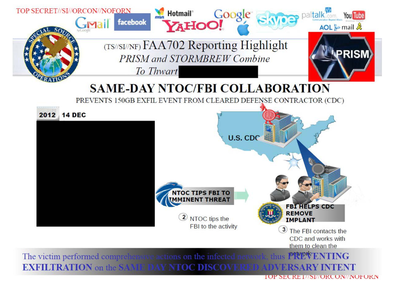 TOP SECRET//SI//ORCON//NOFORN
Gmail
facebook
Hotmail
Google
YAHOO!
skype
paltalk.com
YouTube
AOL mail
SPECIAL SOURCE OPERATIONS
(TS//SI//NF) FAA702 Reporting Highlight
PRISM and STORMBREW Combine
To Thwart
PRISM
SAME-DAY NTOC/FBI COLLABORATION
PREVENTS 150GB EXFIL EVENT FROM CLEARED DEFENSE CONTRACTOR (CDC)
2012 14 DEC
U.S. CDC
NTOC TIPS FBI TO
IMMINENT THREAT
2 NTOC tips
the FBI to the activity
FBI HELPS CDC
REMOVE
IMPLANT
3 The FBI contacts the
CDC and works with
them to clean the
The victim performed comprehensive actions on the infected network, thus PREVENTING
EXFILTRATION on the SAME DAY NTOC DISCOVERED ADVERSARY INTENT
TOP SECRET//SI//ORCON//NOFORN